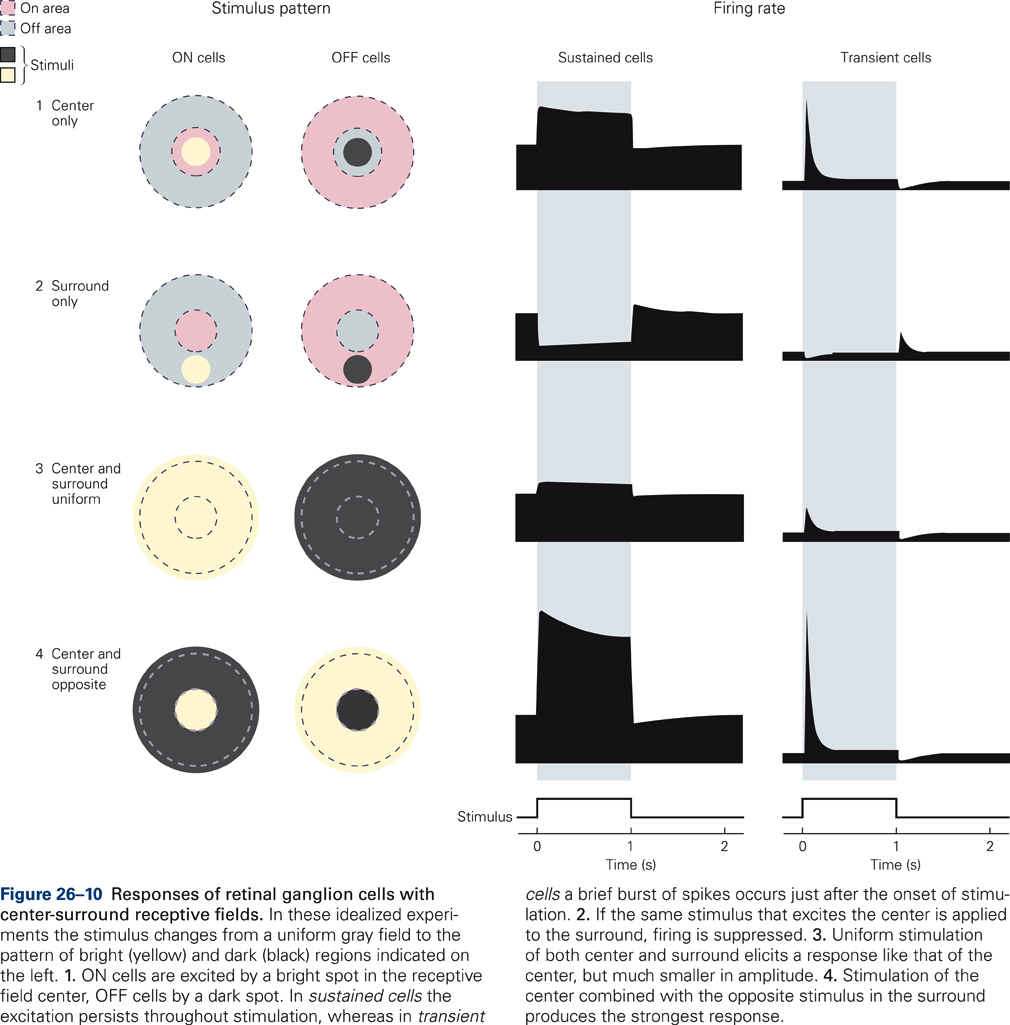 On area
Off area
Stimuli
Stimulus pattern
Firing rate
ON cells
OFF cells
Sustained cells
Transient cells
1 Center
only
2 Surround
only
3 Center and
surround
uniform
4 Center and
surround
opposite
Stimulus
0 1 2
Time (s)
0 1 2
Time (s)
Figure 26–10 Responses of retinal ganglion cells with
center-surround receptive fields. In these idealized experi-
ments the stimulus changes from a uniform gray field to the
pattern of bright (yellow) and dark (black) regions indicated on
the left. 1. ON cells are excited by a bright spot in the receptive
field center, OFF cells by a dark spot. In sustained cells the
excitation persists throughout stimulation, whereas in transient
cells a brief burst of spikes occurs just after the onset of stimu-
lation. 2. If the same stimulus that excites the center is applied
to the surround, firing is suppressed. 3. Uniform stimulation
of both center and surround elicits a response like that of the
center, but much smaller in amplitude. 4. Stimulation of the
center combined with the opposite stimulus in the surround
produces the strongest response.